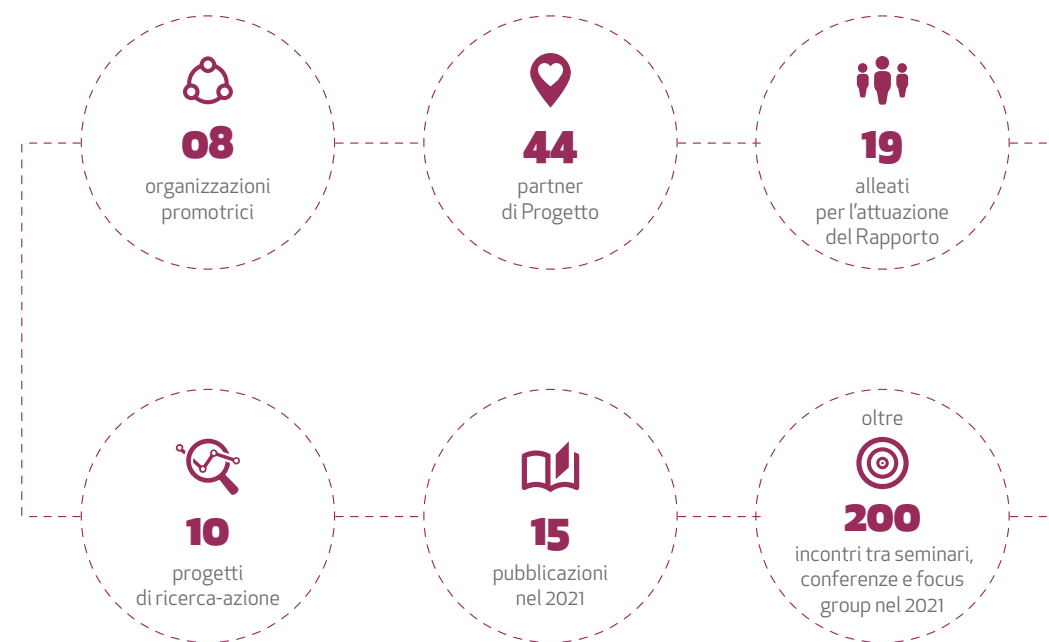 08
organizzazioni
promotrici
44
partner
di Progetto
19
alleati
per l'attuazione
del Rapporto
10
progetti
di ricerca-azione
15
pubblicazioni
nel 2021
oltre
200
incontri tra seminari,
conferenze e focus
group nel 2021